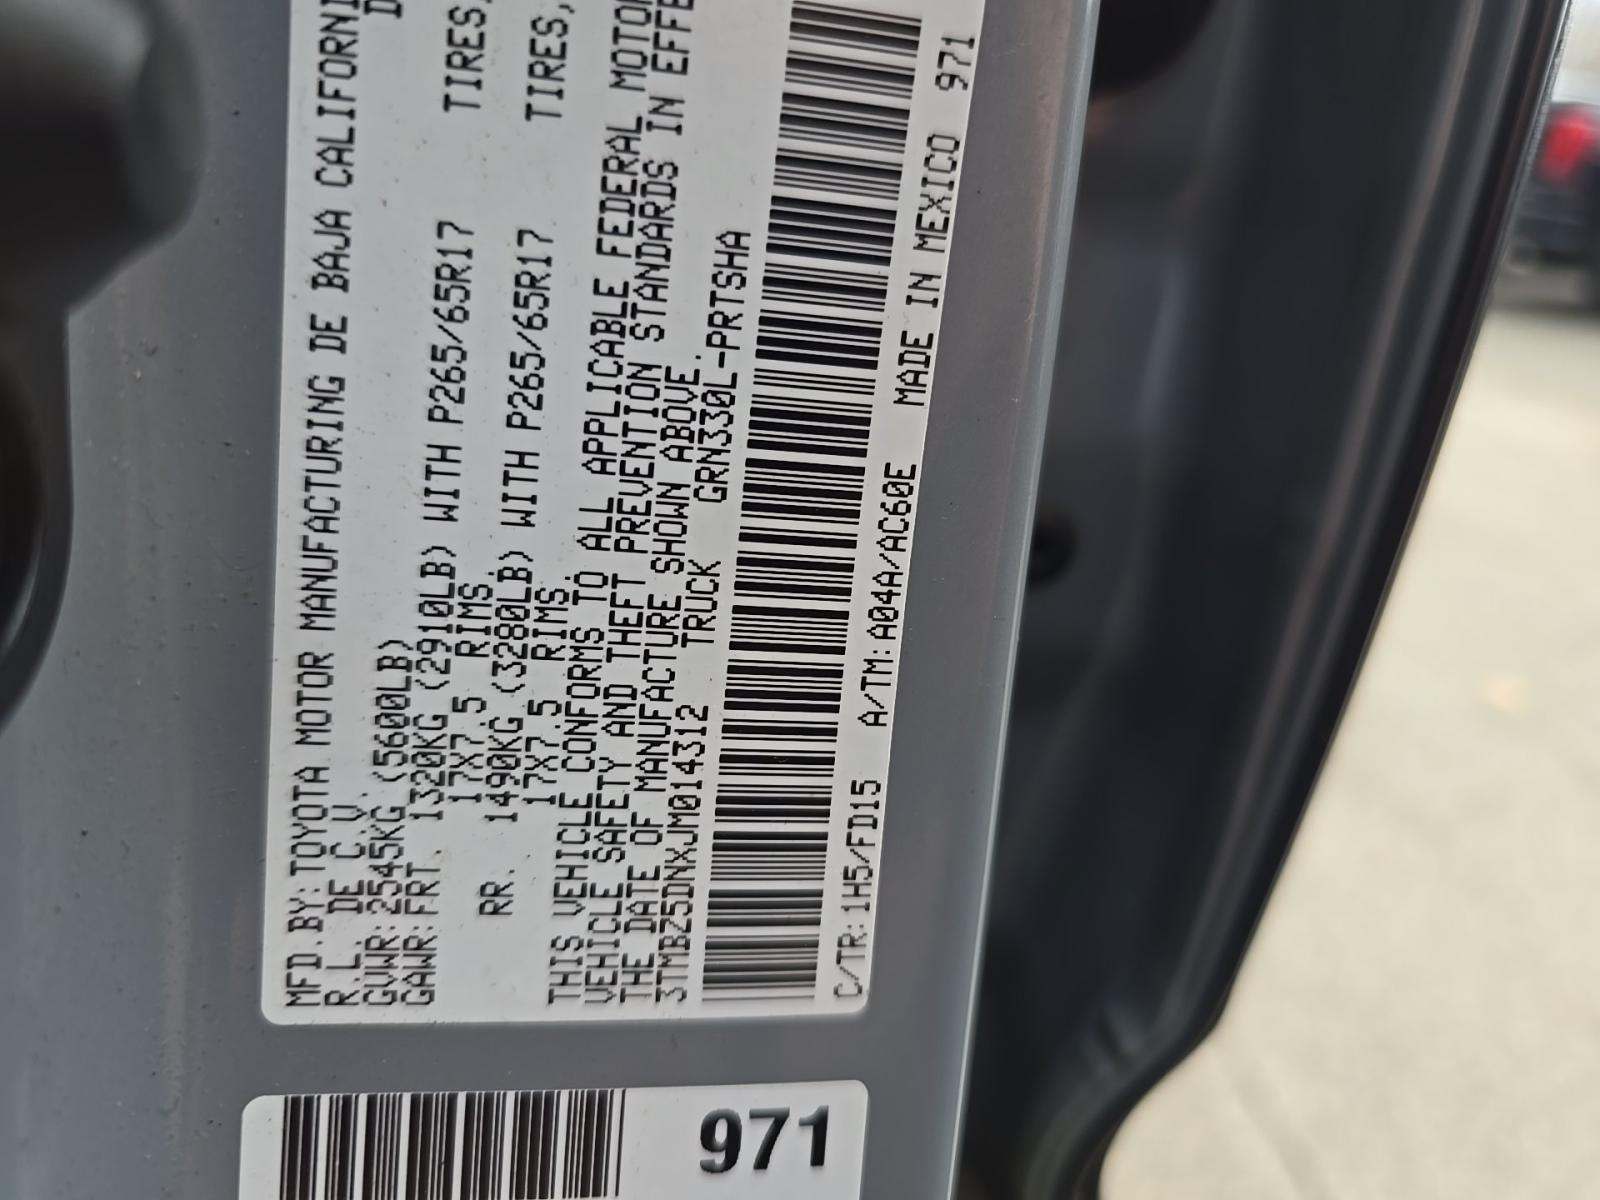 MFD.BY:TOYOTA MOTOR MANUFACTURING DE BAJA CALIFORNI
R.L. DE C.V. D
GVWR:2545KG (5600LB)
GAWR:FRT 1320KG (2910LB) WITH P265/65R17 TIRES,
17X7.5 RIMS.
RR. 1490KG (3280LB) WITH P265/65R17 TIRES,
17X7.5 RIMS.
THIS VEHICLE CONFORMS TO ALL APPLICABLE FEDERAL MOTOR
VEHICLE SAFETY AND THEFT PREVENTION STANDARDS IN EFFE
THE DATE OF MANUFACTURE SHOWN ABOVE.
3TMBZ5DNXJM014312 TRUCK GRN330L-PRTSHA
C/TR:1H5/FD15 A/TM:A04A/AC60E MADE IN MEXICO 971
971